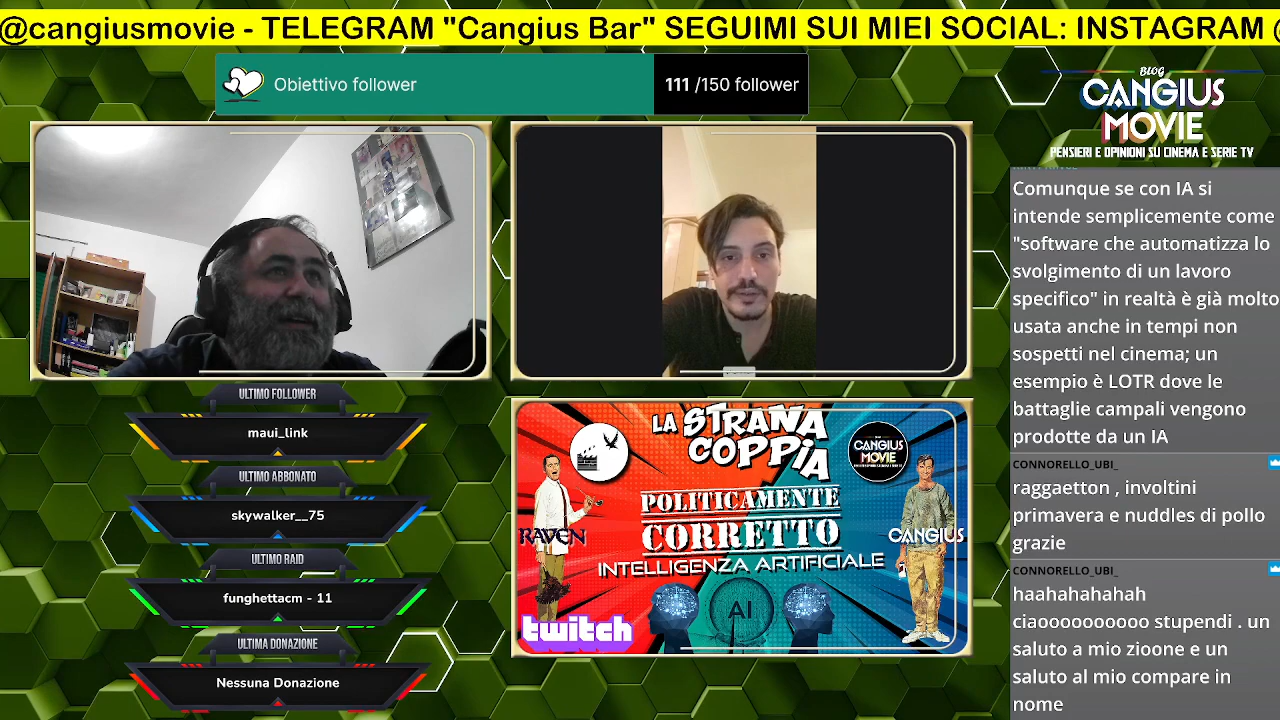 @cangiusmovie - TELEGRAM "Cangius Bar" SEGUIMI SUI MIEI SOCIAL: INSTAGRAM @
Obiettivo follower
111 /150 follower
BLOG
CANGIUS
MOVIE
PENSIERI E OPINIONI SU CINEMA E SERIE TV
Comunque se con IA si
intende semplicemente come
"software che automatizza lo
svolgimento di un lavoro
specifico" in realtà è già molto
usata anche in tempi non
sospetti nel cinema; un
esempio è LOTR dove le
battaglie campali vengono
prodotte da un IA
CONNORELLO_UBI_
raggaetton , involtini
primavera e nuddles di pollo
grazie
CONNORELLO_UBI_
haahahahahah
ciaoooooooooo stupendi . un
saluto a mio zioone e un
saluto al mio compare in
nome
ULTIMO FOLLOWER
maui_link
ULTIMO ABBONATO
skywalker__75
ULTIMO RAID
funghettacm - 11
ULTIMA DONAZIONE
Nessuna Donazione
LA STRANA
COPPIA
CANGIUS
MOVIE
POLITICAMENTE
CORRETTO
INTELLIGENZA ARTIFICIALE
RAVEN
CANGIUS
AI
twitch